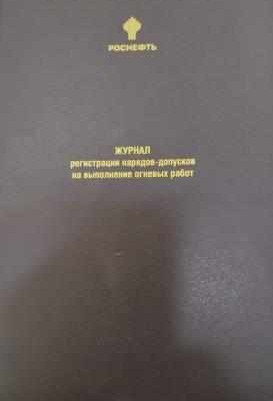 РОСНЕФТЬ
ЖУРНАЛ
регистрации нарядов-допусков
на выполнение огневых работ